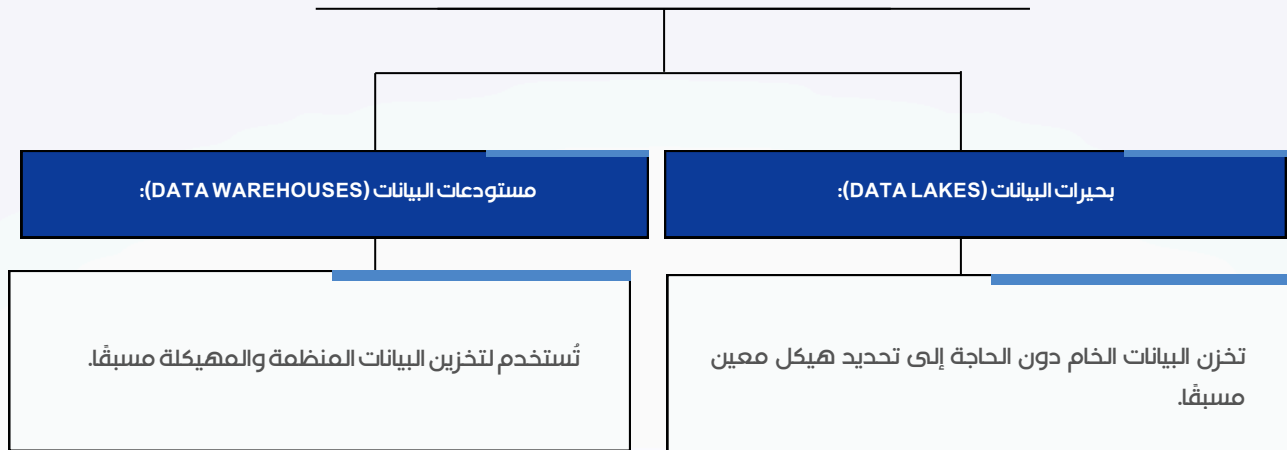 بحيرات البيانات (DATA LAKES):
تخزن البيانات الخام دون الحاجة إلى تحديد هيكل معين
مسبقًا.
مستودعات البيانات (DATA WAREHOUSES):
تُستخدم لتخزين البيانات المنظمة والمهيكلة مسبقًا.